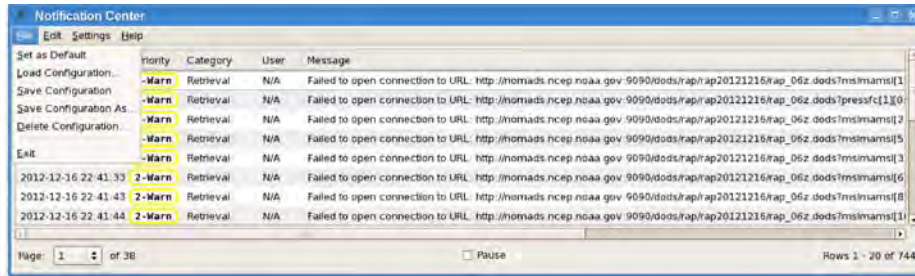 Notification Center
File Edit Settings Help
Set as Default
Load Configuration...
Save Configuration
Save Configuration As...
Delete Configuration...
Exit
Priority Category User Message
2-Warn Retrieval N/A Failed to open connection to URL: http://nomads.ncep.noaa.gov:9090/dods/rap/rap20121216/rap_06z.dods?mslmamsl[1
2-Warn Retrieval N/A Failed to open connection to URL: http://nomads.ncep.noaa.gov:9090/dods/rap/rap20121216/rap_06z.dods?pressfc[1][0:
2-Warn Retrieval N/A Failed to open connection to URL: http://nomads.ncep.noaa.gov:9090/dods/rap/rap20121216/rap_06z.dods?mslmamsl[2
2-Warn Retrieval N/A Failed to open connection to URL: http://nomads.ncep.noaa.gov:9090/dods/rap/rap20121216/rap_06z.dods?mslmamsl[5
2-Warn Retrieval N/A Failed to open connection to URL: http://nomads.ncep.noaa.gov:9090/dods/rap/rap20121216/rap_06z.dods?mslmamsl[3
2012-12-16 22:41:33 2-Warn Retrieval N/A Failed to open connection to URL: http://nomads.ncep.noaa.gov:9090/dods/rap/rap20121216/rap_06z.dods?mslmamsl[6
2012-12-16 22:41:43 2-Warn Retrieval N/A Failed to open connection to URL: http://nomads.ncep.noaa.gov:9090/dods/rap/rap20121216/rap_06z.dods?mslmamsl[8
2012-12-16 22:41:44 2-Warn Retrieval N/A Failed to open connection to URL: http://nomads.ncep.noaa.gov:9090/dods/rap/rap20121216/rap_06z.dods?mslmamsl[1
Page: 1 of 38 Pause Rows 1 - 20 of 744